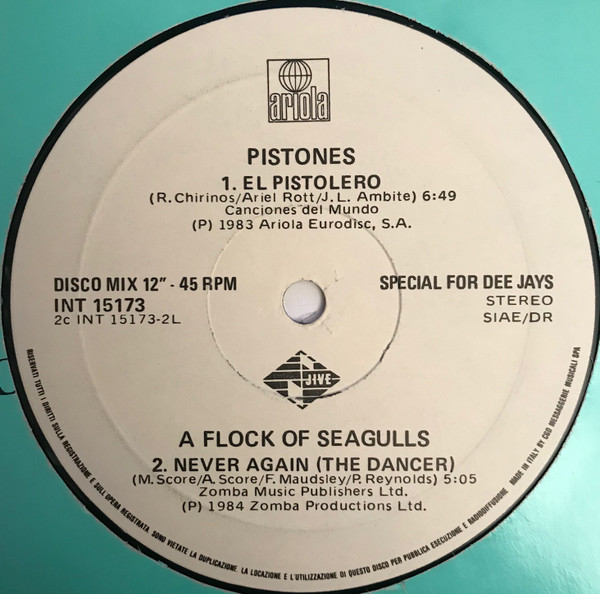 ariola
PISTONES
1. EL PISTOLERO
(R. Chirinos/Ariel Rott/J. L. Ambite) 6:49
Canciones del Mundo
(P) 1983 Ariola Eurodisc, S.A.
DISCO MIX 12" - 45 RPM
INT 15173
2c INT 15173-2L
SPECIAL FOR DEE JAYS
STEREO
SIAE/DR
JIVE
A FLOCK OF SEAGULLS
2. NEVER AGAIN (THE DANCER)
(M. Score/A. Score/F. Maudsley/P. Reynolds) 5:05
Zomba Music Publishers Ltd.
(P) 1984 Zomba Productions Ltd.
RISERVATI TUTTI I DIRITTI SULLA REGISTRAZIONE E SULL'OPERA REGISTRATA SONO VIETATE LA DUPLICAZIONE. LA LOCAZIONE E L'UTILIZZAZIONE DI QUESTO DISCO PER PUBBLICA ESECUZIONE E RADIODIFFUSIONE MADE IN ITALY BY CGD MESSAGGERIE MUSICALI SPA